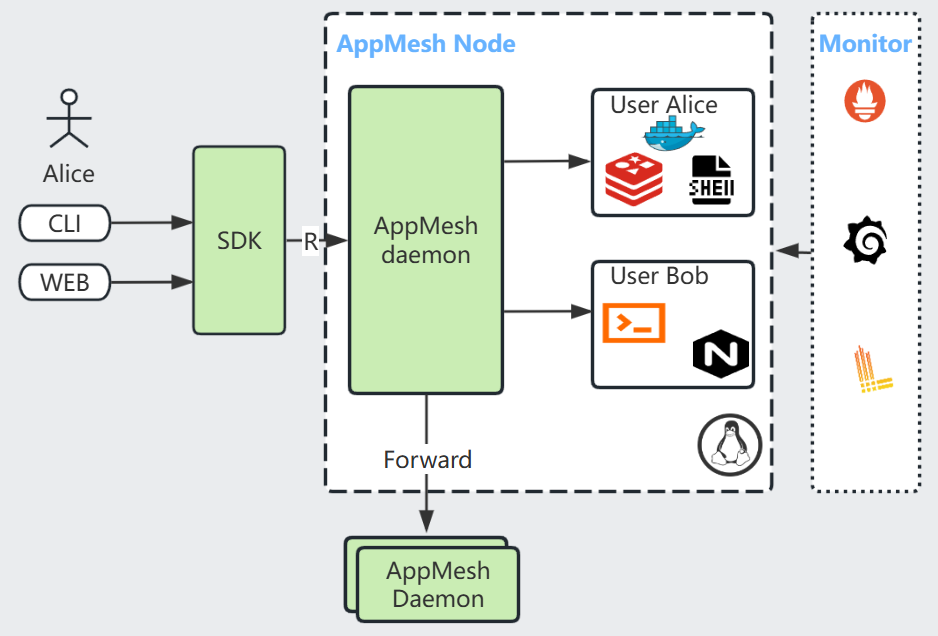 AppMesh Node
Monitor
Alice
CLI
WEB
SDK
R
AppMesh
daemon
User Alice
SHELL
User Bob
>_
N
Forward
AppMesh
Daemon